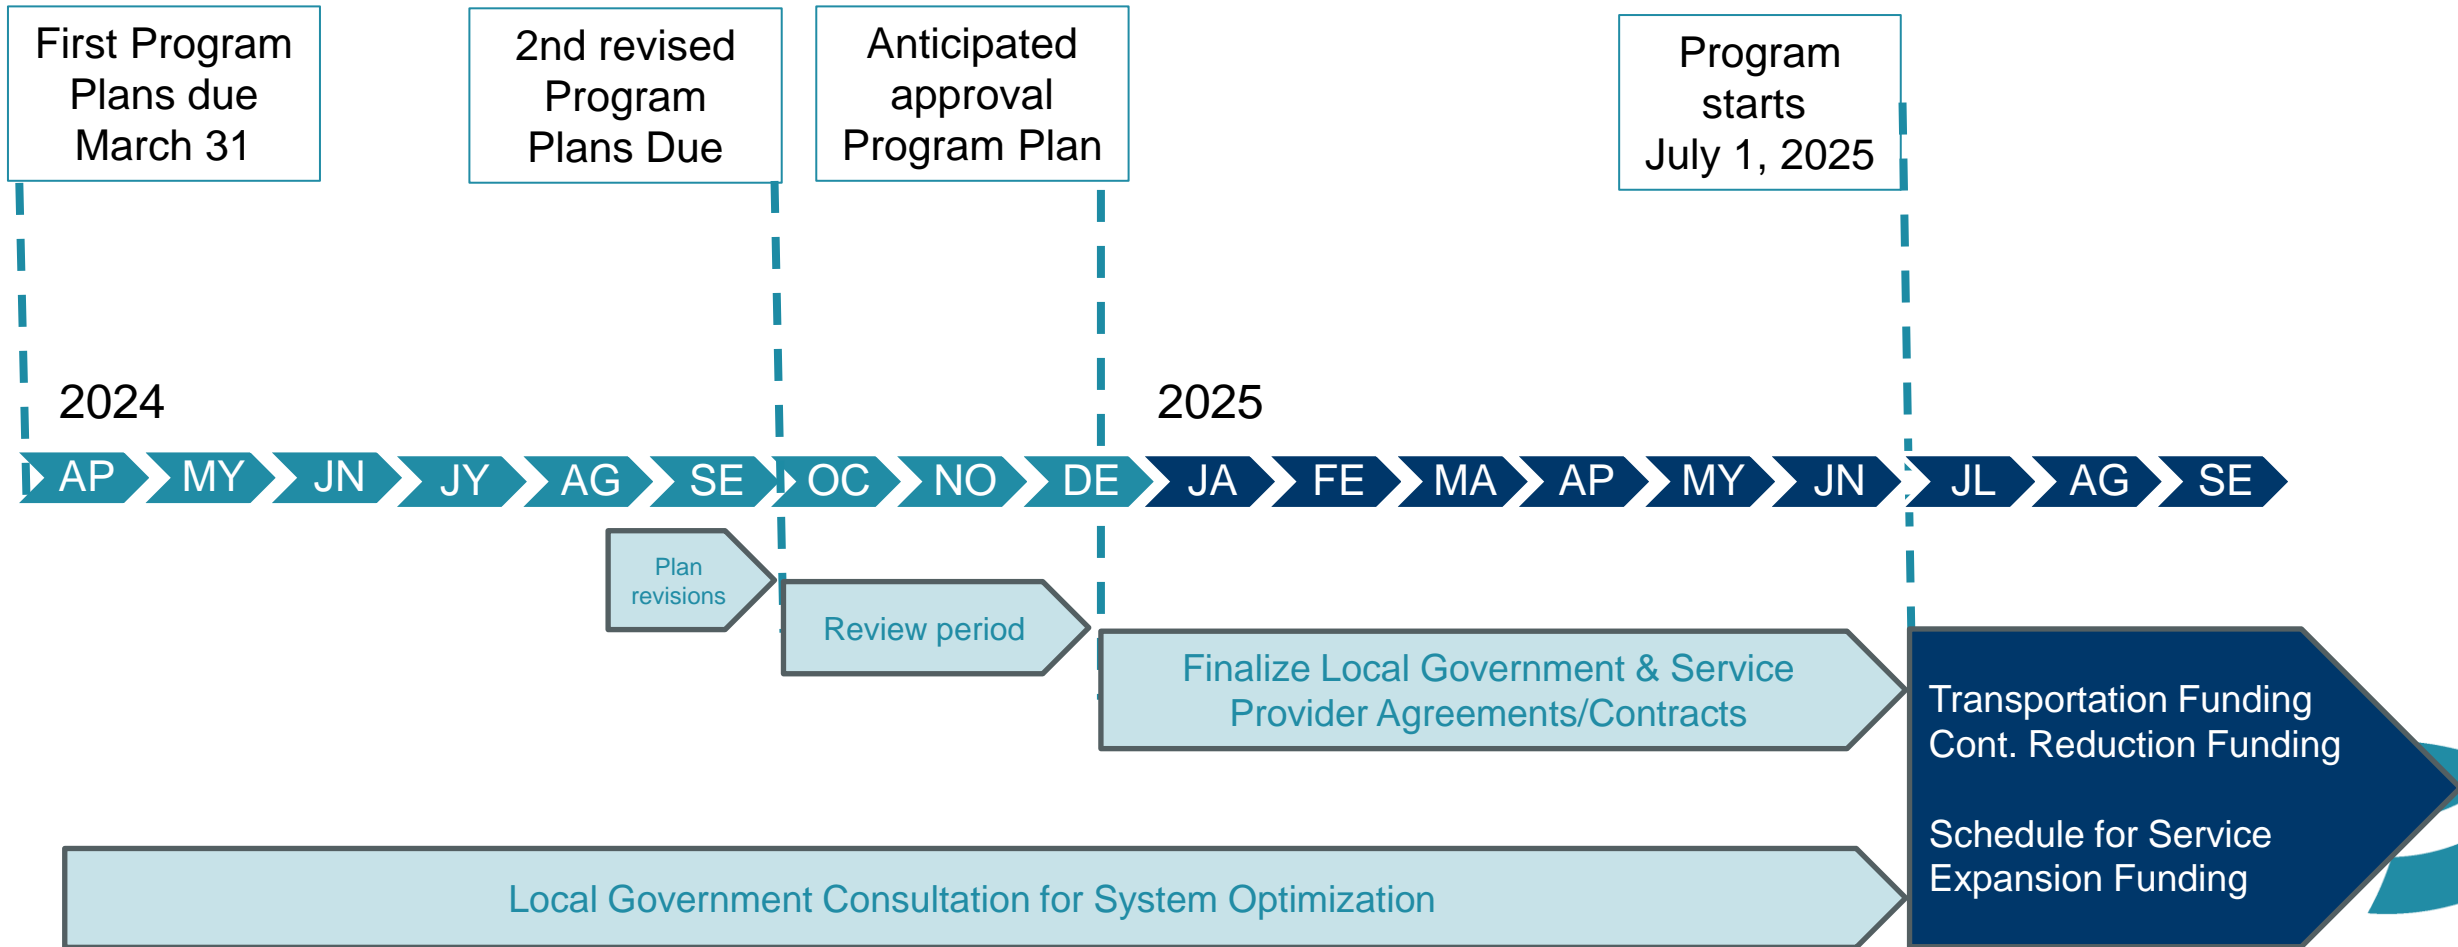 First Program
Plans due
March 31
2nd revised
Program
Plans Due
Anticipated
approval
Program Plan
Program
starts
July 1, 2025
2024
2025
AP MY JN JY AG SE OC NO DE JA FE MA AP MY JN JL AG SE
Plan
revisions
Review period
Finalize Local Government & Service
Provider Agreements/Contracts
Transportation Funding
Cont. Reduction Funding
Schedule for Service
Expansion Funding
Local Government Consultation for System Optimization